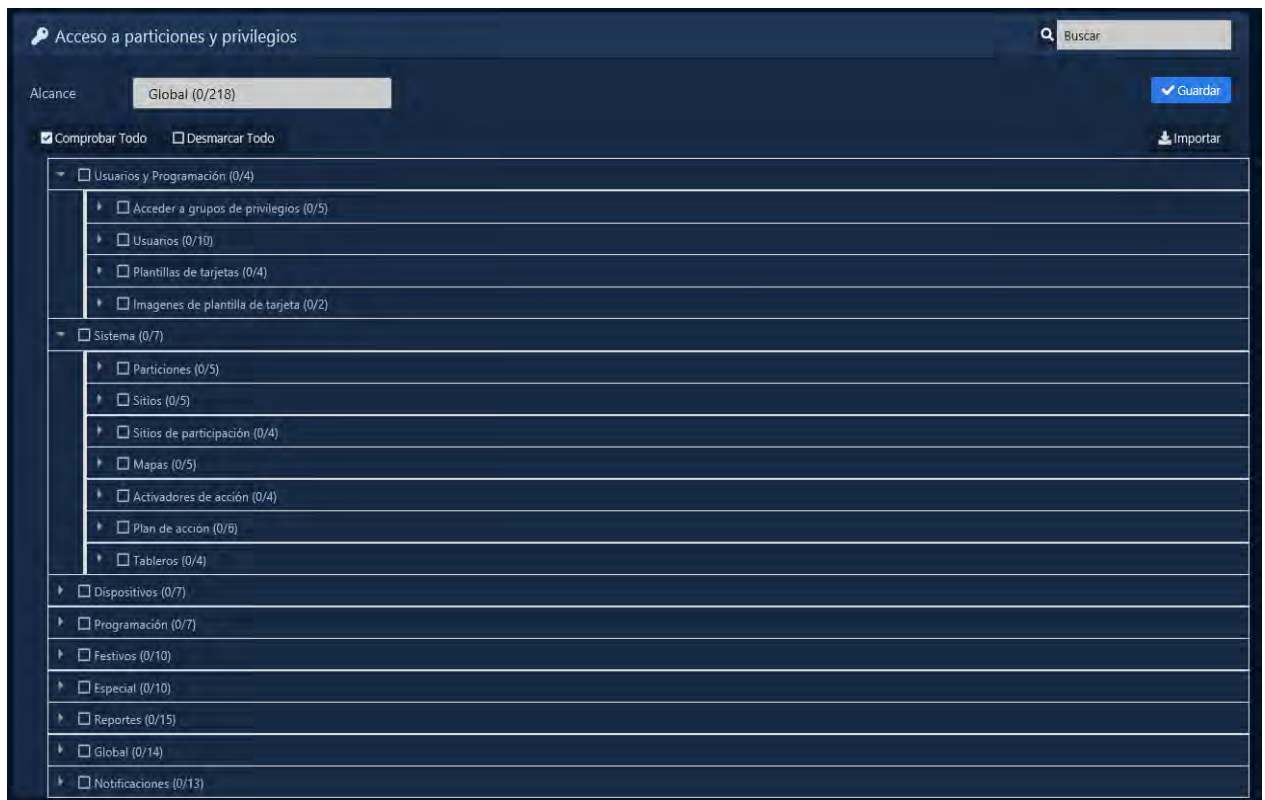 Acceso a particiones y privilegios
Buscar
Alcance
Global (0/218)
Guardar
Comprobar Todo
Desmarcar Todo
Importar
Usuarios y Programación (0/4)
Acceder a grupos de privilegios (0/5)
Usuarios (0/10)
Plantillas de tarjetas (0/4)
Imagenes de plantilla de tarjeta (0/2)
Sistema (0/7)
Particiones (0/5)
Sitios (0/5)
Sitios de participación (0/4)
Mapas (0/5)
Activadores de acción (0/4)
Plan de acción (0/6)
Tableros (0/4)
Dispositivos (0/7)
Programación (0/7)
Festivos (0/10)
Especial (0/10)
Reportes (0/15)
Global (0/14)
Notificaciones (0/13)